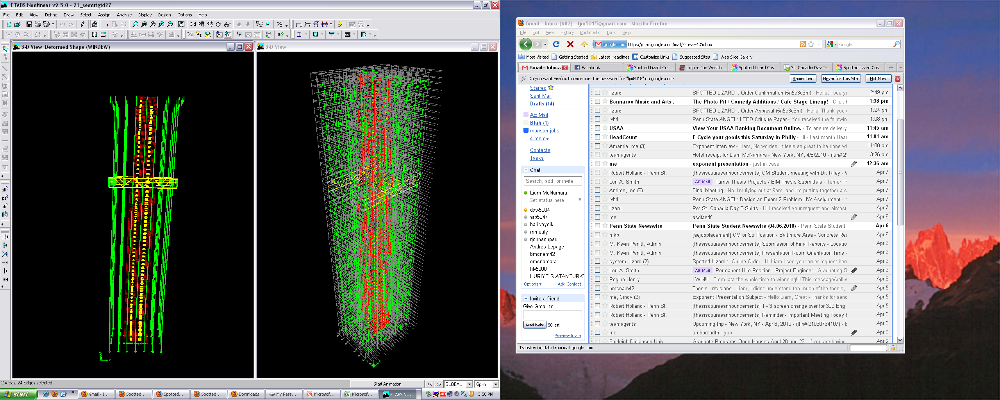 ETABS Nonlinear v9.5.0 - 21_semirigid27
File Edit View Define Draw Select Assign Analyze Display Design Options Help
3-d
3-D View Deformed Shape (WINDEW)
3-D View
all
ps
clr
2 Areas, 24 Edges selected
Start Animation
<< >>
GLOBAL
Kip-in
start
Gmail - I...
Spotted...
Spotted...
Spotted...
Downloads
My Pass...
Microsof...
Microsof...
ETABS N...
3:56 PM
Gmail - Inbox (682) - ljm5015@gmail.com - Mozilla Firefox
File Edit View History Bookmarks Tools Help
google.com https://mail.google.com/mail/?shva=1#inbox
Google
Most Visited Getting Started Latest Headlines Customize Links Suggested Sites Web Slice Gallery
Gmail - Inbo... Facebook Spotted Lizard Cus... Umpire Joe West bl... Spotted Lizard Cus... St. Canada Day T-... Spotted Lizard Cus...
Do you want Firefox to remember the password for "ljm5015" on google.com? Remember Never for This Site Not Now
Starred
Sent Mail
Drafts (14)
AE Mail
Blah (1)
monster jobs
4 more
Contacts
Tasks
Chat
Search, add, or invite
Liam McNamara
Set status here
dxw5004
arp5047
hali.voycik
mmotily
rjohnsonpsu
Andres Lepage
bmcnam42
emcnamara
hfv5000
HURIYE S ATAMTURK
Options Add Contact
Invite a friend
Give Gmail to:
Send Invite 50 left
Preview Invite
lizard SPOTTED LIZARD :: Order Confirmation (5n5e3u6m) - Hello, I see 2:49 pm
Bonnaroo Music and Arts . The Photo Pit / Comedy Additions / Cafe Stage Lineup! - Click 1:38 pm
lizard SPOTTED LIZARD :: Order Approval (5n5e3u6m) - Hello! Thank you 1:24 pm
rvb4 Penn State ANGEL: LEED Critique Paper - You received the followin 1:08 pm
USAA View Your USAA Banking Document Online. - To ensure delivery 11:45 am
HeadCount E-Cycle your goods this Saturday in Philly - Hi - Last month Head 11:01 am
Amanda, me (3) Exponent Interview - Liam, No worries. It feels so great to be done wi 11:00 am
teamagents Hotel receipt for Liam McNamara - New York, NY, 4/8/2010 - (Itin# 2 3:26 am
me exponent presentation - just in case 12:36 am
Robert Holland - Penn St. [thesiscourseannouncements] CM Student meeting with Dr. Riley - Apr 7
Lori A. Smith AE Mail Turner Thesis Projects / BIM Thesis Submittals - Turner Th Apr 7
Andres, me (6) Final Meeting - No, I'm flying out at 9am. and I'm putting together a s Apr 7
rvb4 Penn State ANGEL: Design an Exam 2 Problem HW Assignment - Apr 7
lizard Re: St. Canadia Day T-Shirts - Hi I received your request and almost Apr 7
me asdfasdf Apr 6
Penn State Newswire Penn State Student Newswire (04.06.2010) - Penn State Student Apr 6
mkp [aejobplacement] CM or Str Position - Baltimore Area - Concrete Res Apr 6
M. Kevin Parfitt, Admin [thesiscourseannouncements] Submission of Final Reports - Locatio Apr 6
M. Kevin Parfitt, Admin [thesiscourseannouncements] Presentation Room Orientation Time - Apr 6
system, lizard (2) Spotted Lizard :: Online Order - Hi Liam I see your order request here Apr 6
Lori A. Smith AE Mail Permanent Hire Position - Project Engineer - Graduating S Apr 6
Regina Henry I WIN!!! - From last the whole time to winnning!!!! This message/poll v Apr 6
bmcnam42 Thesis - revisions - Liam, I didn't understand too much of the thesis, Apr 5
me, Cindy (2) Exponent Presentation Subject - Hello Liam, Great - Thanks for send Apr 5
Robert Holland - Penn St. [thesiscourseannouncements] 1 - 3 screen change over for 302 Eng Apr 5
Robert Holland - Penn St. [thesiscourseannouncements] Reminder - Important Meeting Today f Apr 5
teamagents Upcoming trip - New York, NY - Apr 8, 2010 - (Itin# 21030764107) - E Apr 5
me archbreadth - yup Apr 3
Fairleigh Dickinson Univ. Graduate Programs Open Houses April 20 and 22 - If you are having Apr 2
Transferring data from mail.google.com...